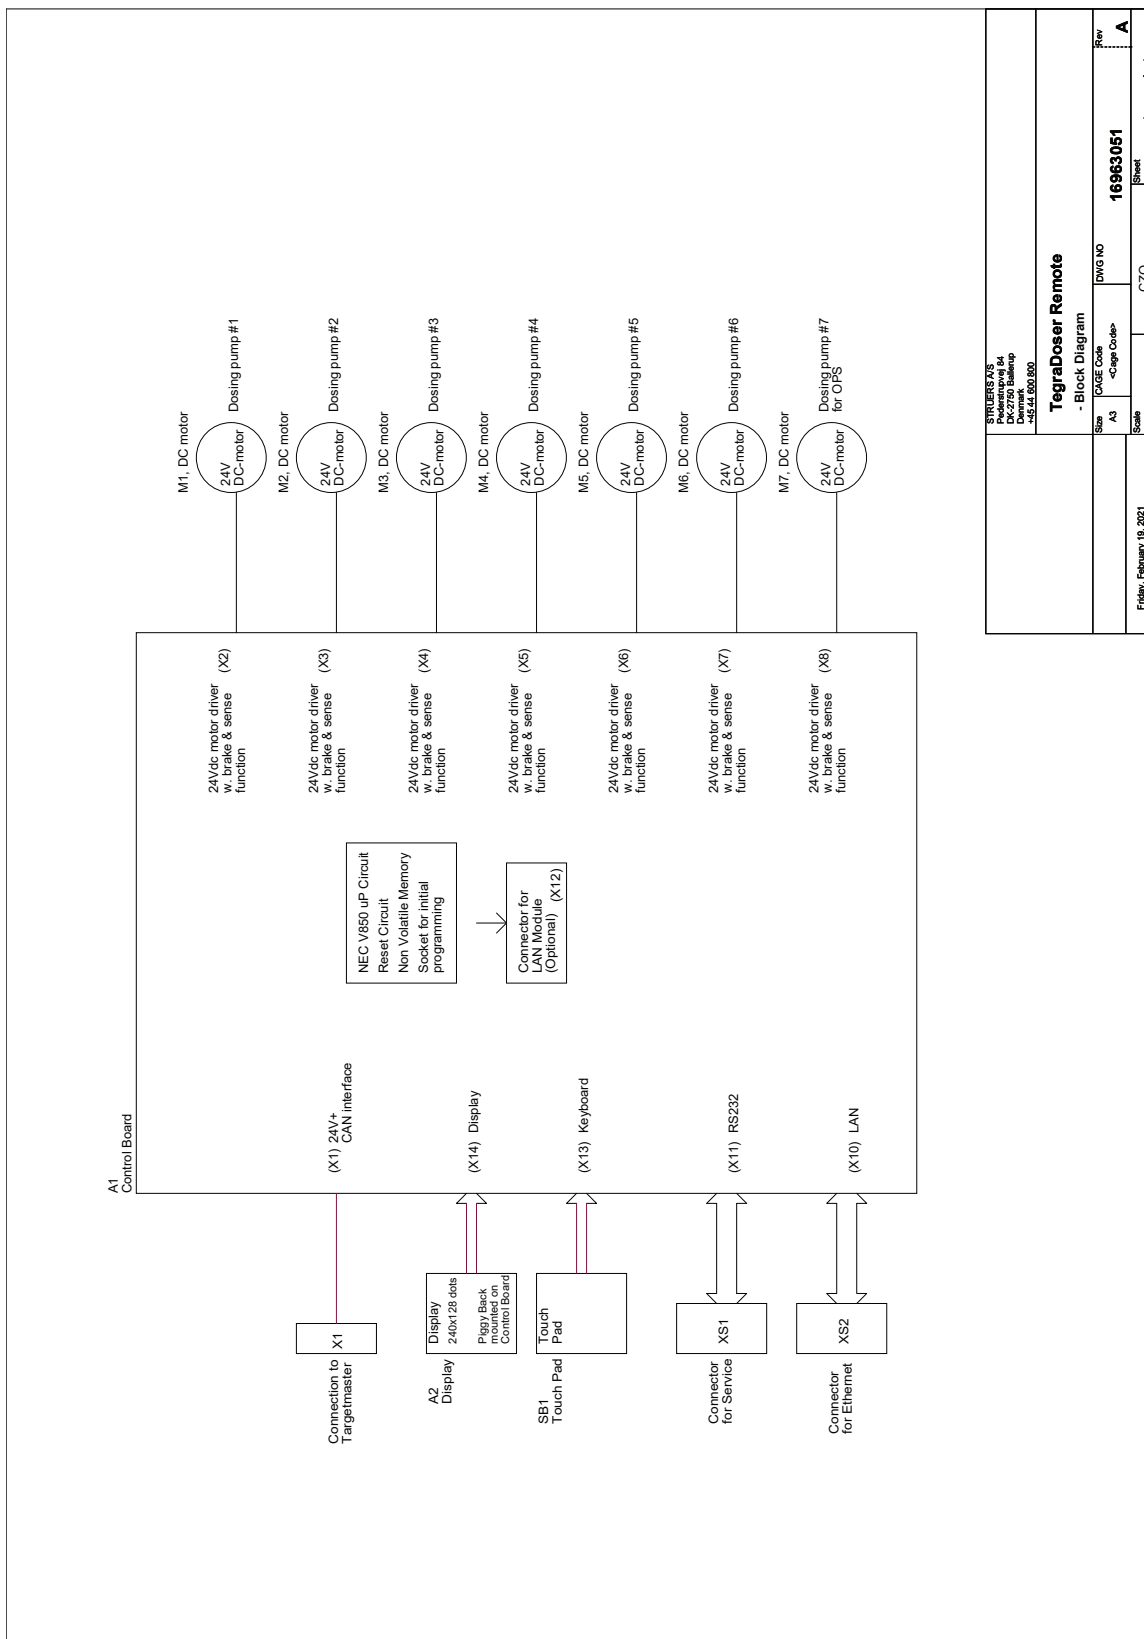 A1
Control Board
Connection to
Targetmaster
X1
(X1) 24V+
CAN interface
A2
Display
Display
240x128 dots
Piggy Back
mounted on
Control Board
(X14) Display
SB1
Touch Pad
Touch
Pad
(X13) Keyboard
Connector
for Service
XS1
(X11) RS232
Connector
for Ethernet
XS2
(X10) LAN
NEC V850 uP Circuit
Reset Circuit
Non Volatile Memory
Socket for initial
programming
Connector for
LAN Module
(Optional) (X12)
24Vdc motor driver (X2)
w. brake & sense
function
M1, DC motor
24V
DC-motor
Dosing pump #1
24Vdc motor driver (X3)
w. brake & sense
function
M2, DC motor
24V
DC-motor
Dosing pump #2
24Vdc motor driver (X4)
w. brake & sense
function
M3, DC motor
24V
DC-motor
Dosing pump #3
24Vdc motor driver (X5)
w. brake & sense
function
M4, DC motor
24V
DC-motor
Dosing pump #4
24Vdc motor driver (X6)
w. brake & sense
function
M5, DC motor
24V
DC-motor
Dosing pump #5
24Vdc motor driver (X7)
w. brake & sense
function
M6, DC motor
24V
DC-motor
Dosing pump #6
24Vdc motor driver (X8)
w. brake & sense
function
M7, DC motor
24V
DC-motor
Dosing pump #7
for OPS
STRUERS A/S
Pederstrupvej 84
DK-2750 Ballerup
Denmark
+45 44 600 800
TegraDoser Remote
- Block Diagram
Size
A3
CAGE Code
<Cage Code>
DWG NO
16963051
Rev
A
Friday, February 19, 2021
Scale
Sheet